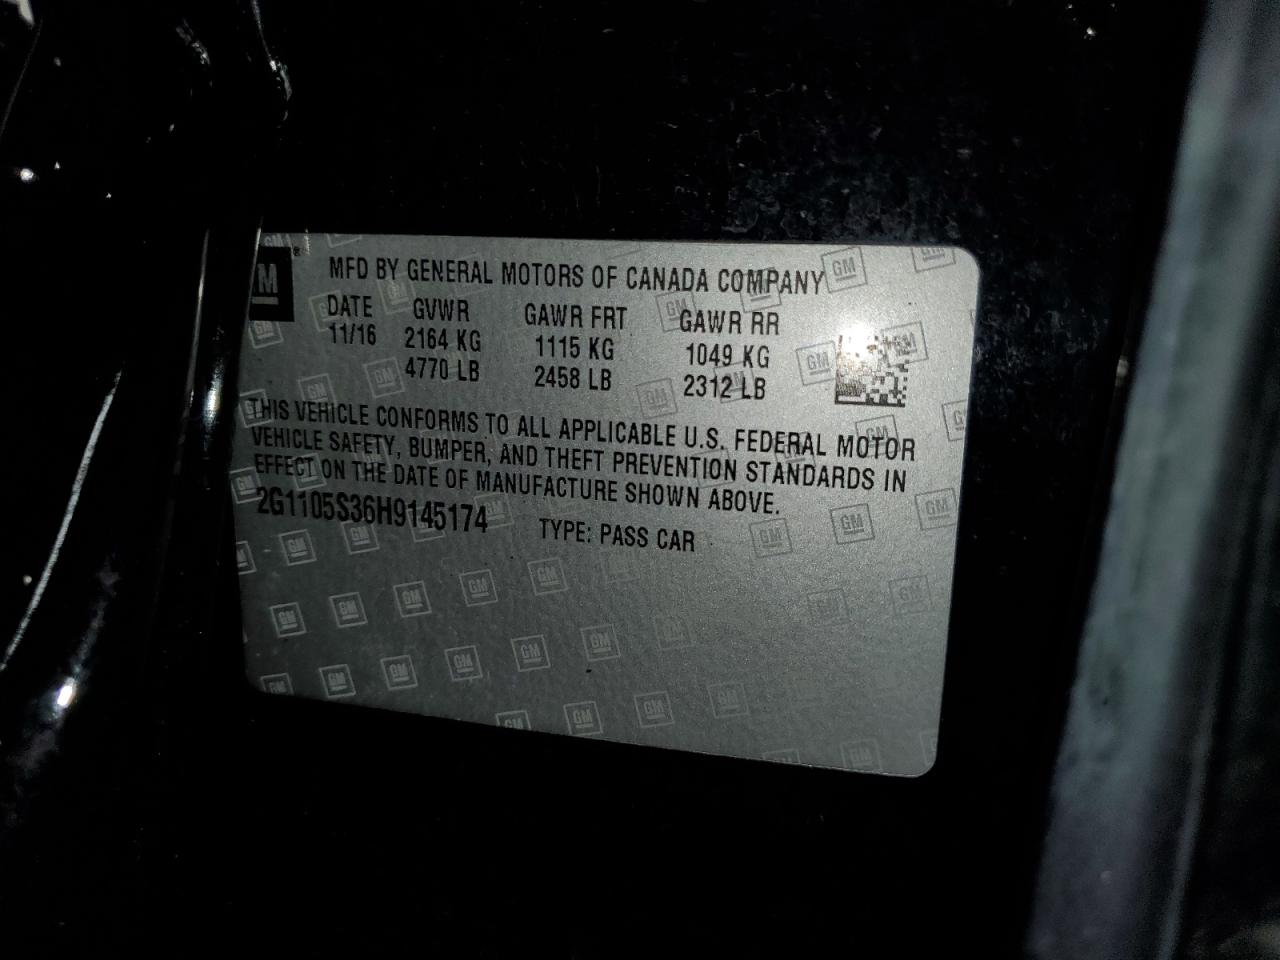 GM
MFD BY GENERAL MOTORS OF CANADA COMPANY
DATE GVWR GAWR FRT GAWR RR
11/16 2164 KG 1115 KG 1049 KG
4770 LB 2458 LB 2312 LB
THIS VEHICLE CONFORMS TO ALL APPLICABLE U.S. FEDERAL MOTOR
VEHICLE SAFETY, BUMPER, AND THEFT PREVENTION STANDARDS IN
EFFECT ON THE DATE OF MANUFACTURE SHOWN ABOVE.
2G1105S36H9145174 TYPE: PASS CAR